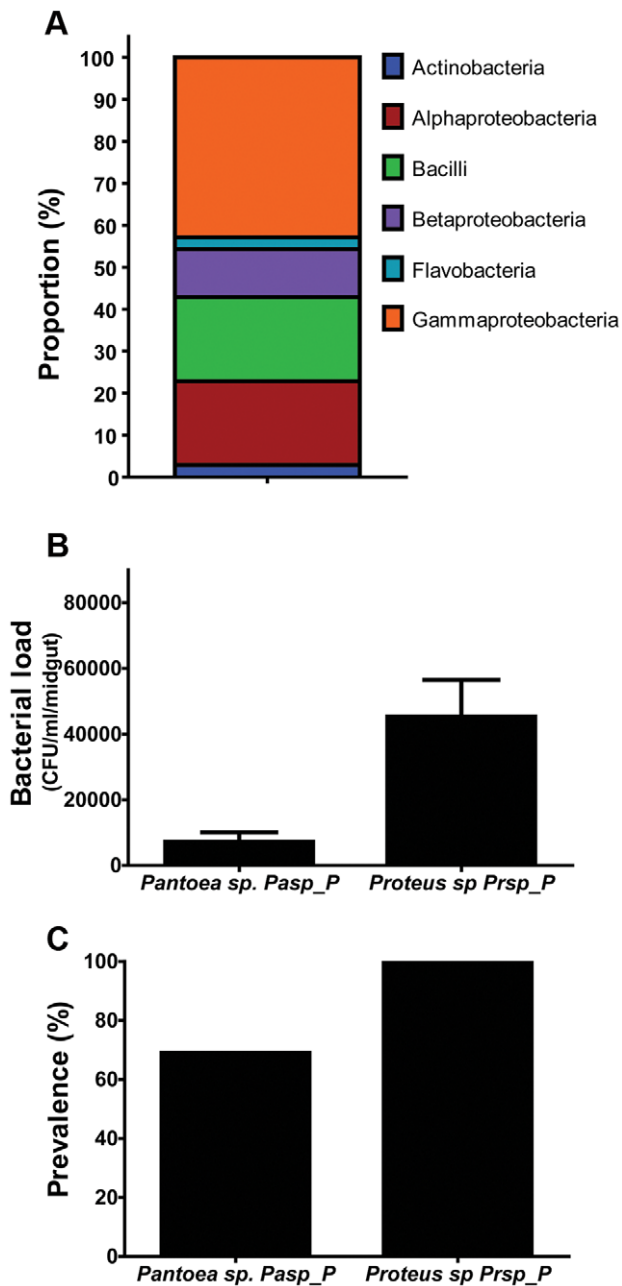 A
Proportion (%)
100
90
80
70
60
50
40
30
20
10
0
Actinobacteria
Alphaproteobacteria
Bacilli
Betaproteobacteria
Flavobacteria
Gammaproteobacteria
B
Bacterial load
(CFU/ml/midgut)
80000
60000
40000
20000
0
Pantoea sp. Pasp_P
Proteus sp Prsp_P
C
Prevalence (%)
100
80
60
40
20
0
Pantoea sp. Pasp_P
Proteus sp Prsp_P